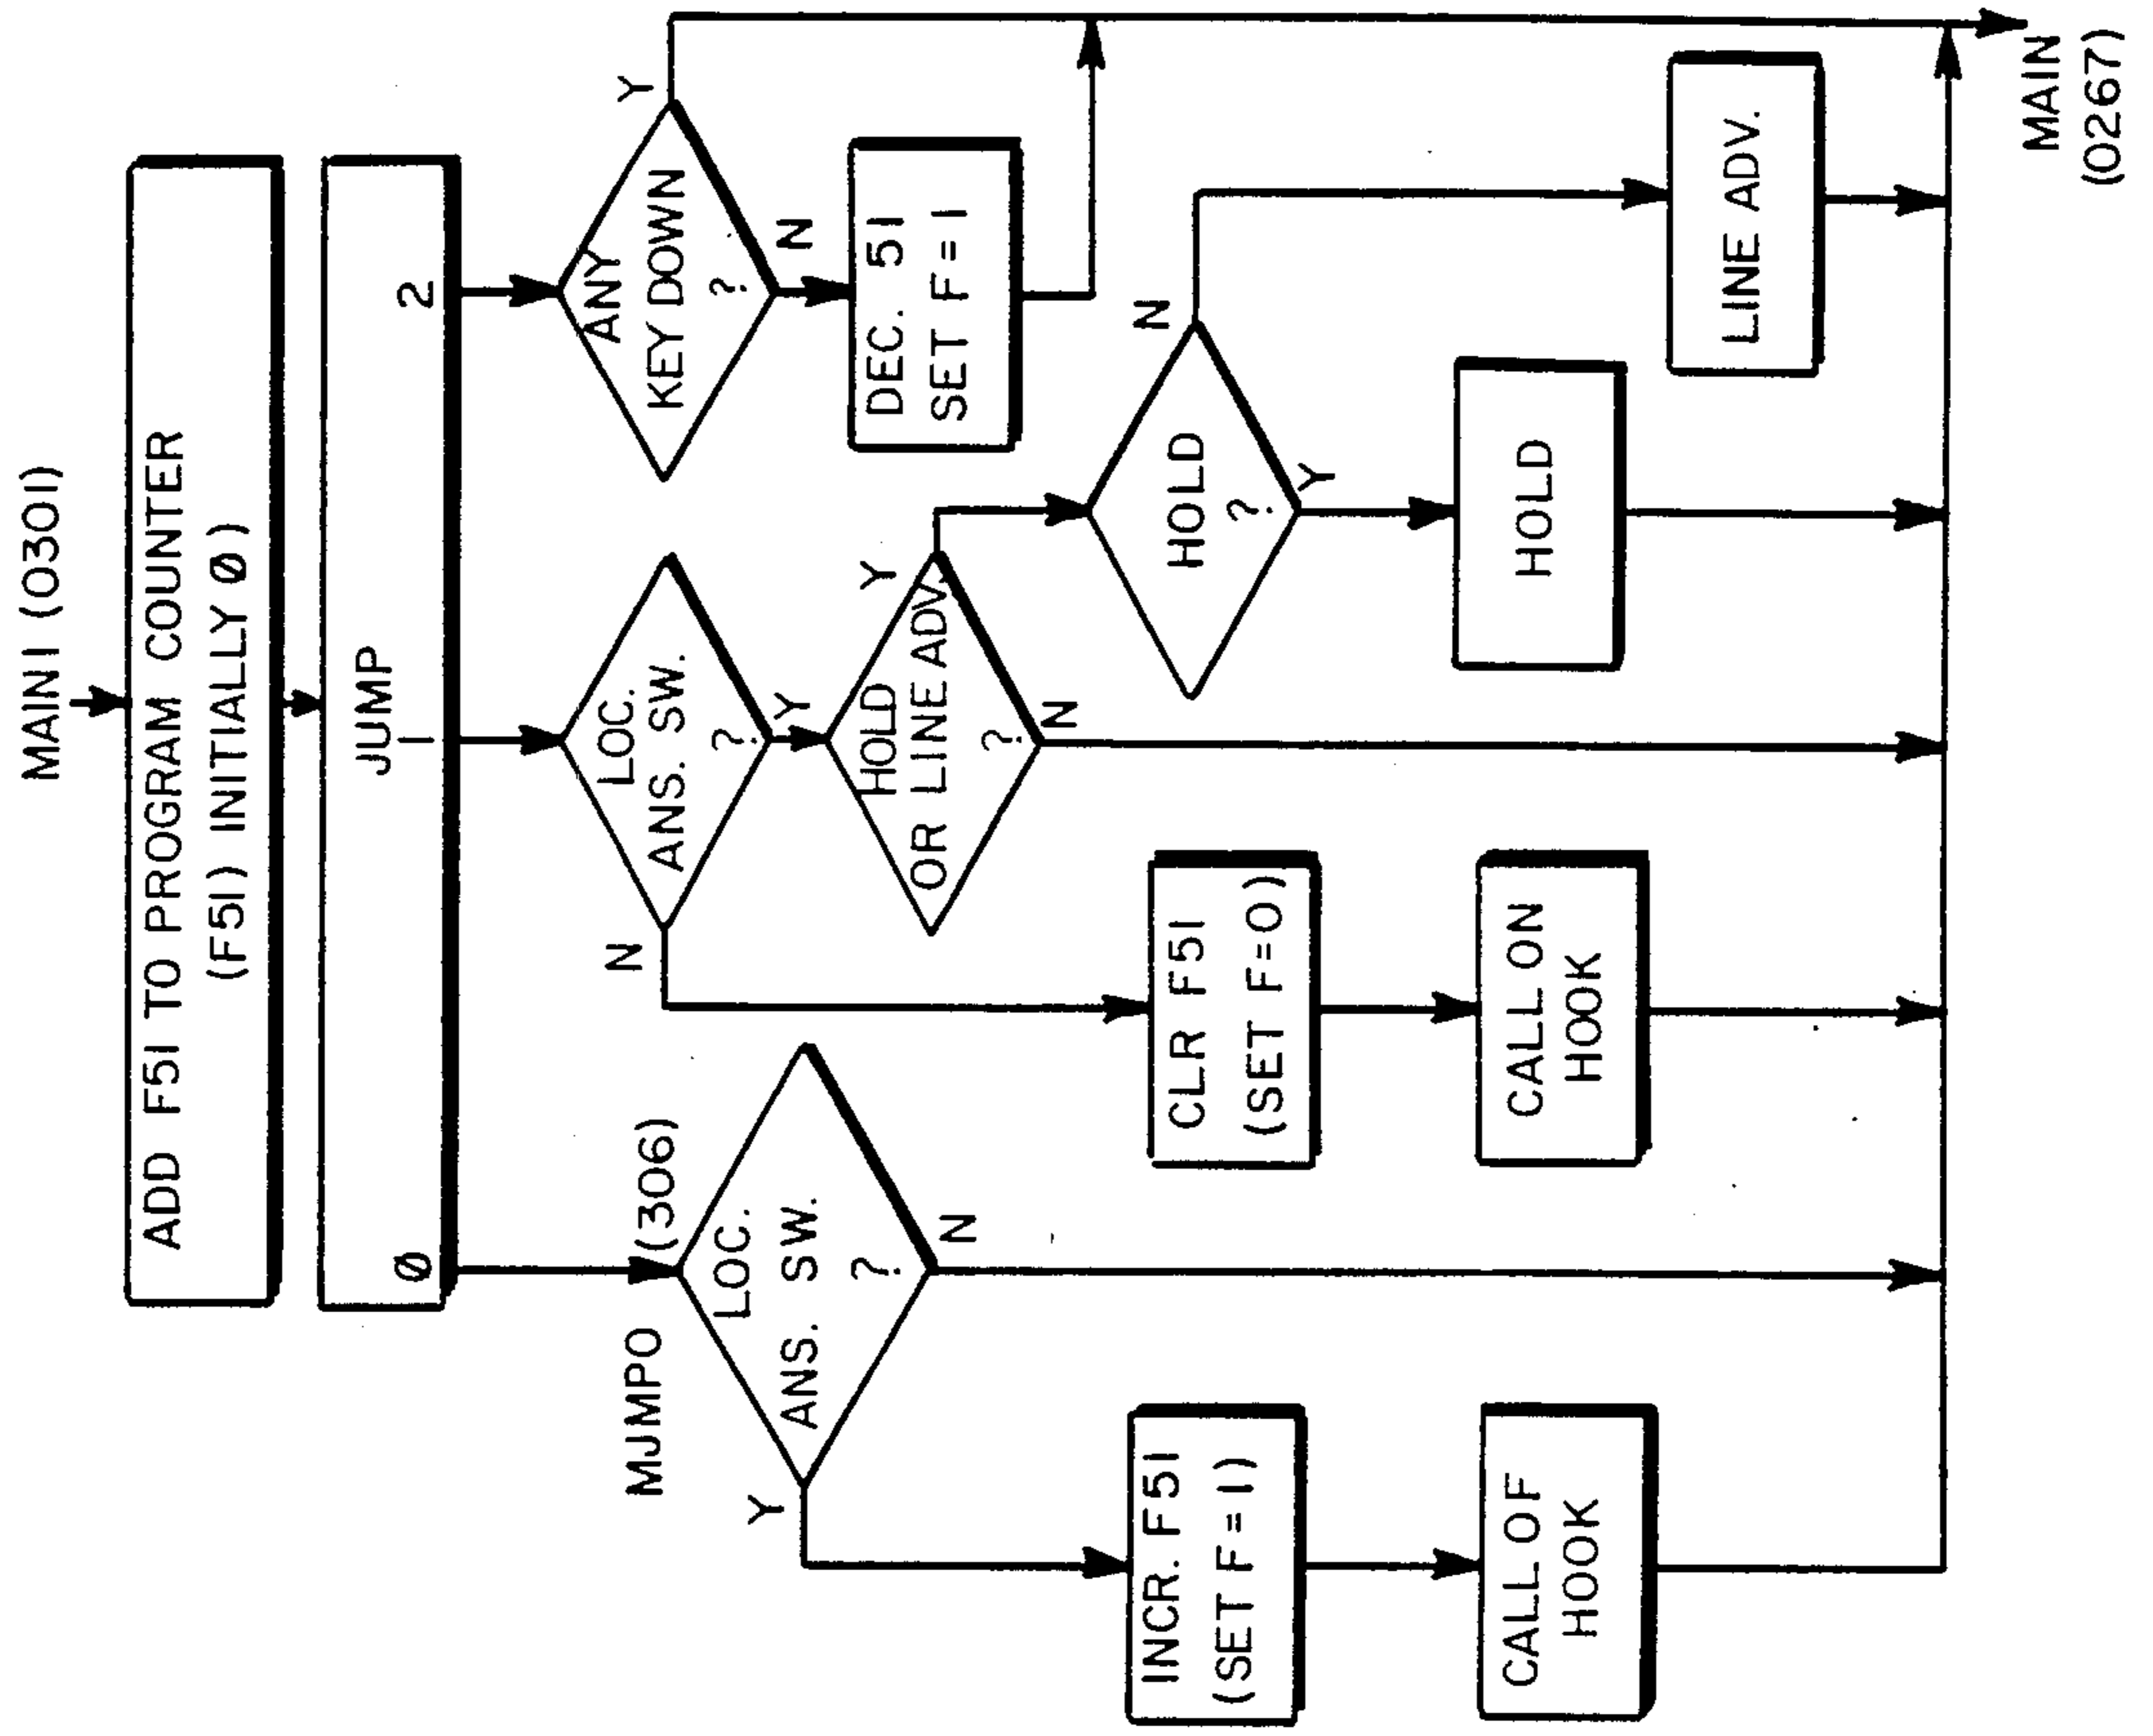 MAIN1 (0301)
ADD F51 TO PROGRAM COUNTER
(F51) INITIALLY Ø)
JUMP
Ø
1
2
MJMPO (306)
LOC.
ANS. SW.
?
Y
N
INCR. F51
(SET F=1)
CALL OF
HOOK
LOC.
ANS. SW.
?
N
Y
CLR F51
(SET F=0)
CALL ON
HOOK
HOLD
OR LINE ADV.
?
Y
N
HOLD
?
N
Y
HOLD
LINE ADV.
ANY
KEY DOWN
?
Y
N
DEC. 51
SET F=1
MAIN
(0267)